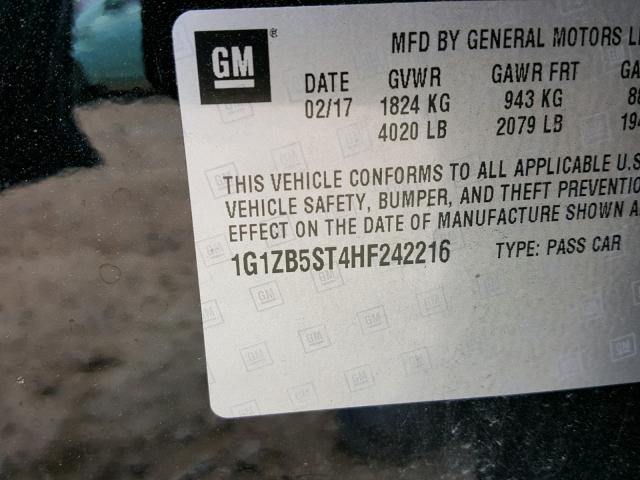 GM®
MFD BY GENERAL MOTORS
DATE GVWR GAWR FRT
02/17 1824 KG 943 KG
4020 LB 2079 LB
THIS VEHICLE CONFORMS TO ALL APPLICABLE U.S
VEHICLE SAFETY, BUMPER, AND THEFT PREVENTIO
EFFECT ON THE DATE OF MANUFACTURE SHOWN A
1G1ZB5ST4HF242216 TYPE: PASS CAR